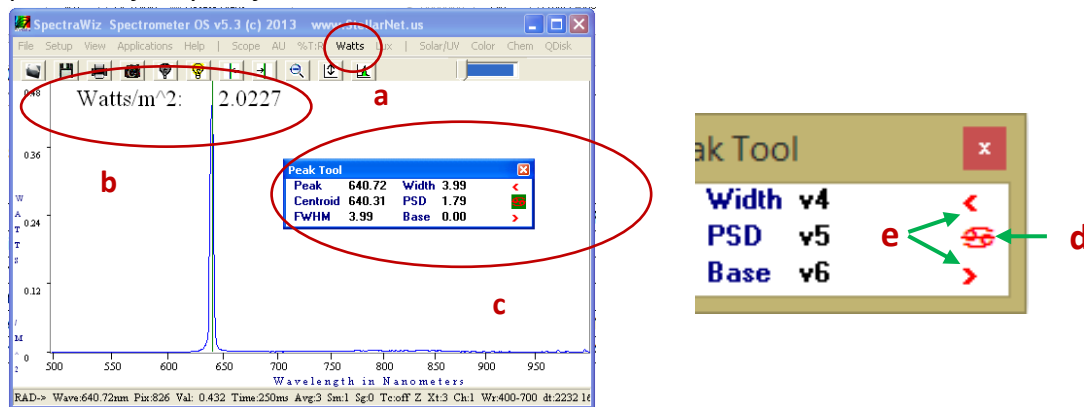 SpectraWiz Spectrometer OS v5.3 (c) 2013 www.StellarNet.us
File Setup View Applications Help | Scope AU %T:R Watts Lux | Solar/UV Color Chem QDisk
a
0.48 Watts/m^2: 2.0227
0.36
b
Peak Tool
Peak 640.72 Width 3.99 <
Centroid 640.31 PSD 1.79
FWHM 3.99 Base 0.00 >
0.24
WATTS / M ^ 2
0.12
c
0
500 550 600 650 700 750 800 850 900 950
Wavelength in Nanometers
RAD-> Wave:640.72nm Pix:826 Val: 0.432 Time:250ms Avg:3 Sm:1 Sg:0 Tc:off Z Xt:3 Ch:1 Wr:400-700 dt:2232
ak Tool x
Width v4 <
PSD v5
Base v6 >
e
d